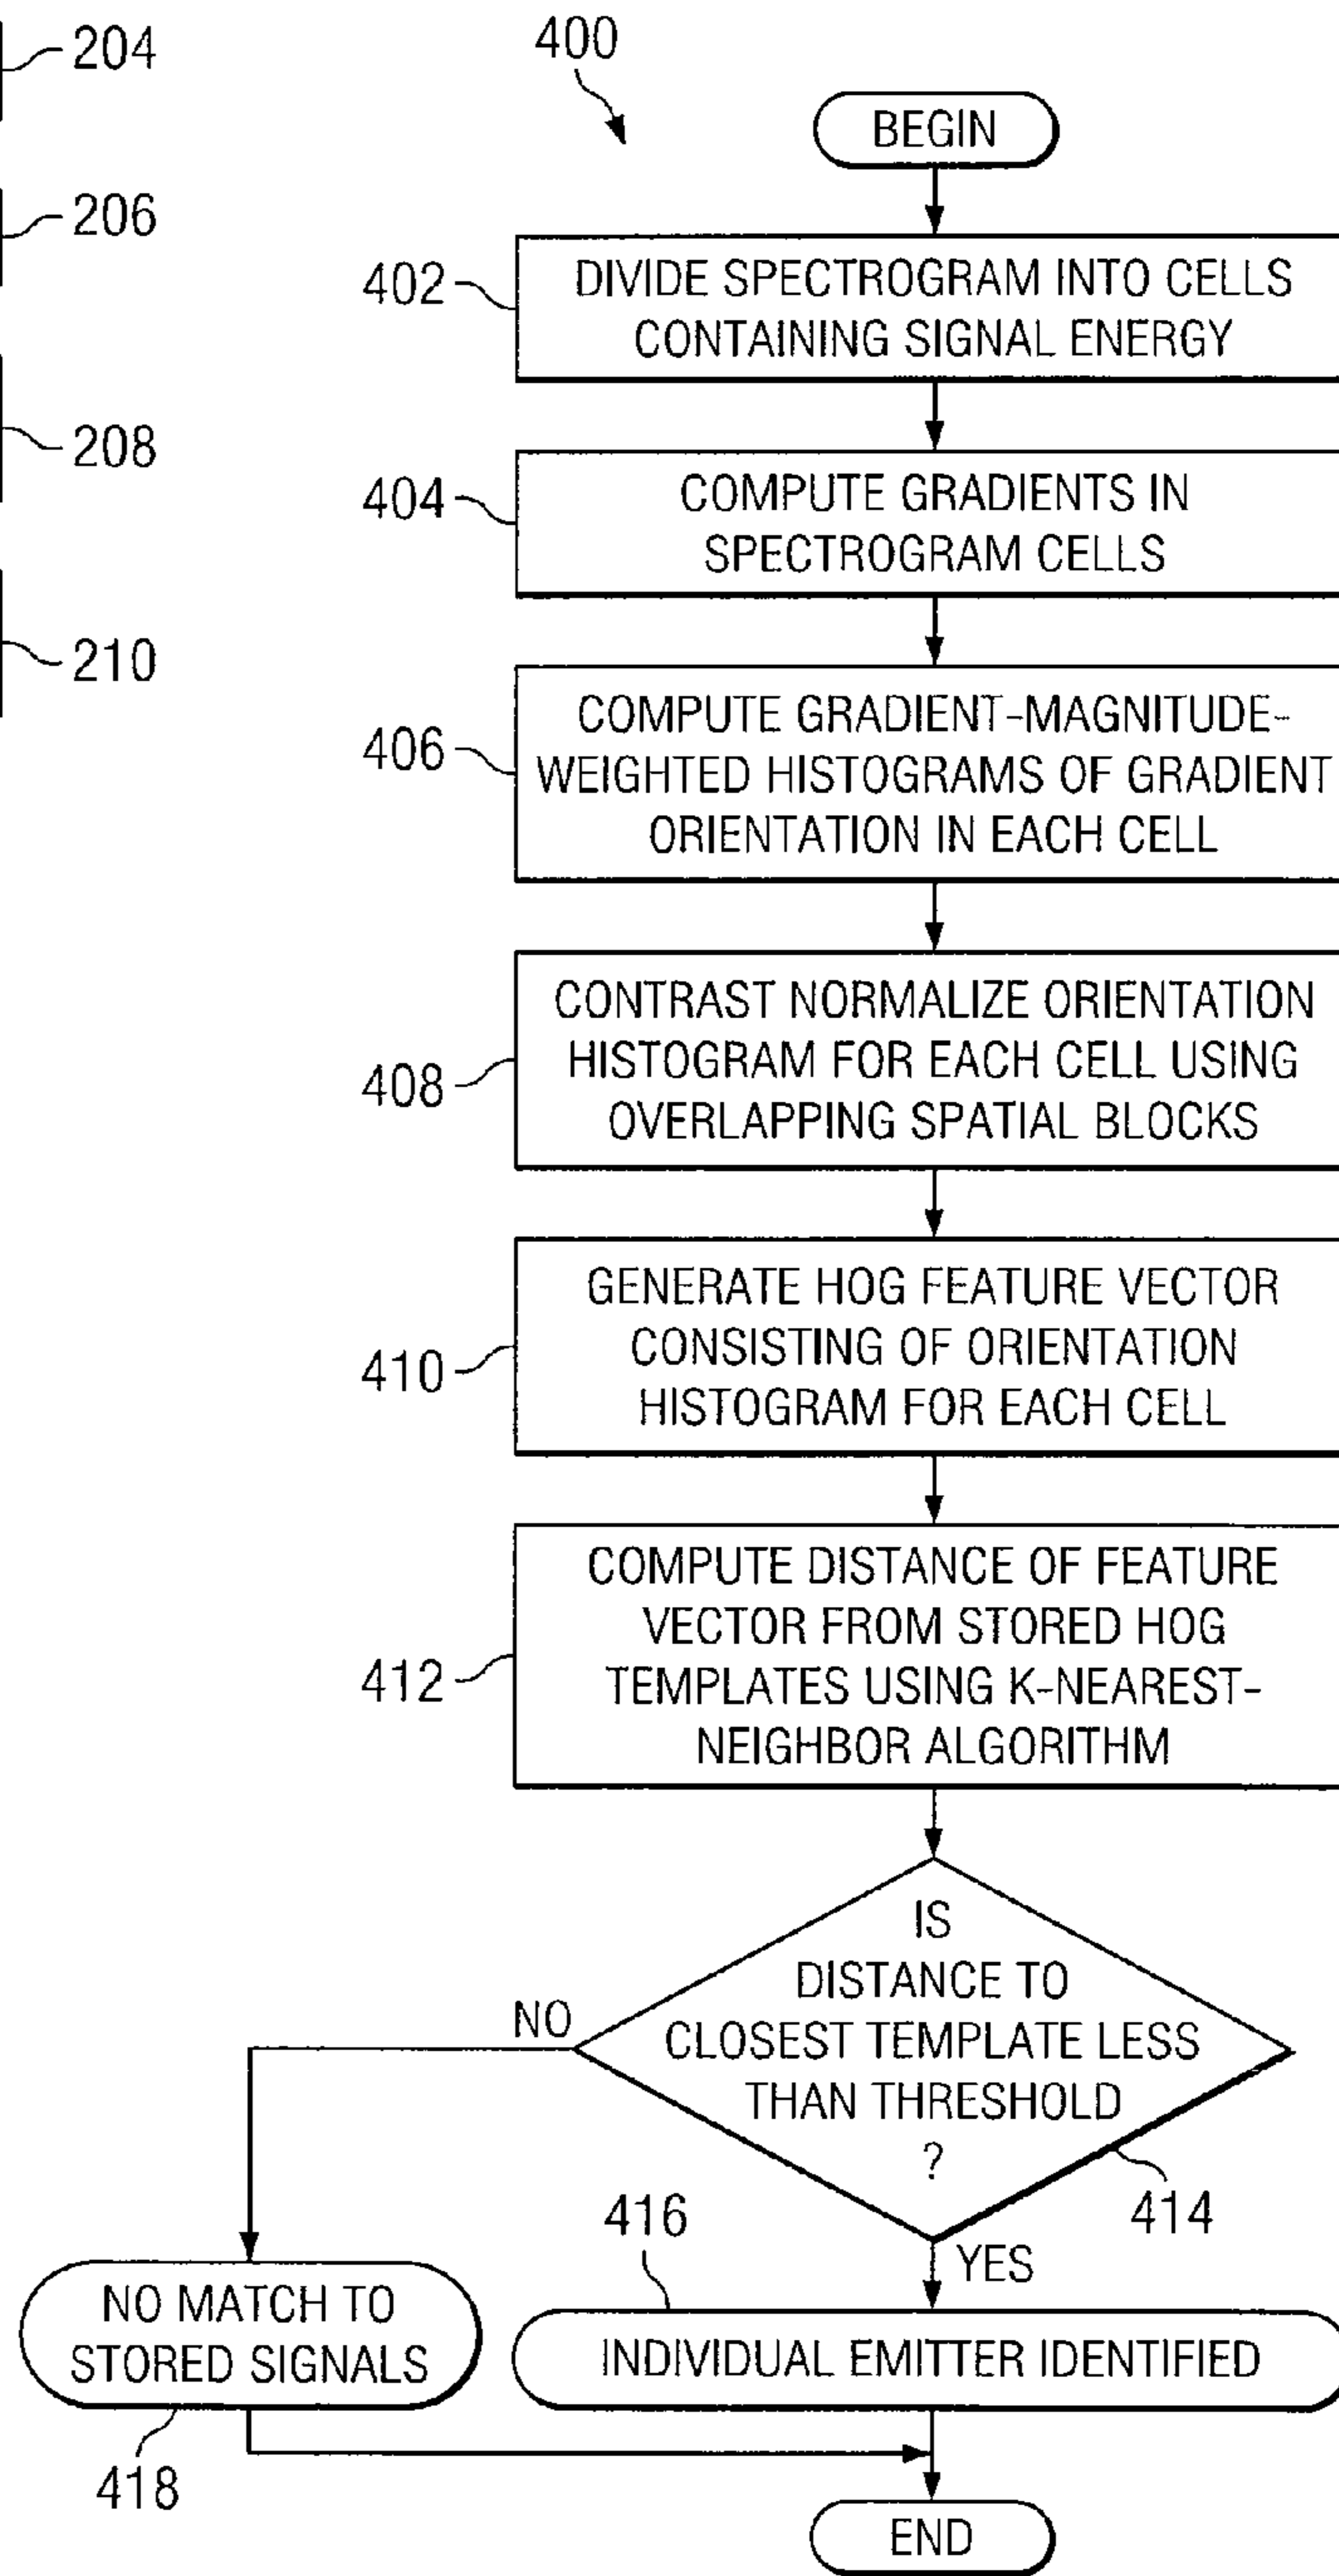 204
206
208
210
400
BEGIN
402
DIVIDE SPECTROGRAM INTO CELLS
CONTAINING SIGNAL ENERGY
404
COMPUTE GRADIENTS IN
SPECTROGRAM CELLS
406
COMPUTE GRADIENT-MAGNITUDE-
WEIGHTED HISTOGRAMS OF GRADIENT
ORIENTATION IN EACH CELL
408
CONTRAST NORMALIZE ORIENTATION
HISTOGRAM FOR EACH CELL USING
OVERLAPPING SPATIAL BLOCKS
410
GENERATE HOG FEATURE VECTOR
CONSISTING OF ORIENTATION
HISTOGRAM FOR EACH CELL
412
COMPUTE DISTANCE OF FEATURE
VECTOR FROM STORED HOG
TEMPLATES USING K-NEAREST-
NEIGHBOR ALGORITHM
IS
DISTANCE TO
CLOSEST TEMPLATE LESS
THAN THRESHOLD
?
NO
414
416
YES
NO MATCH TO
STORED SIGNALS
INDIVIDUAL EMITTER IDENTIFIED
418
END